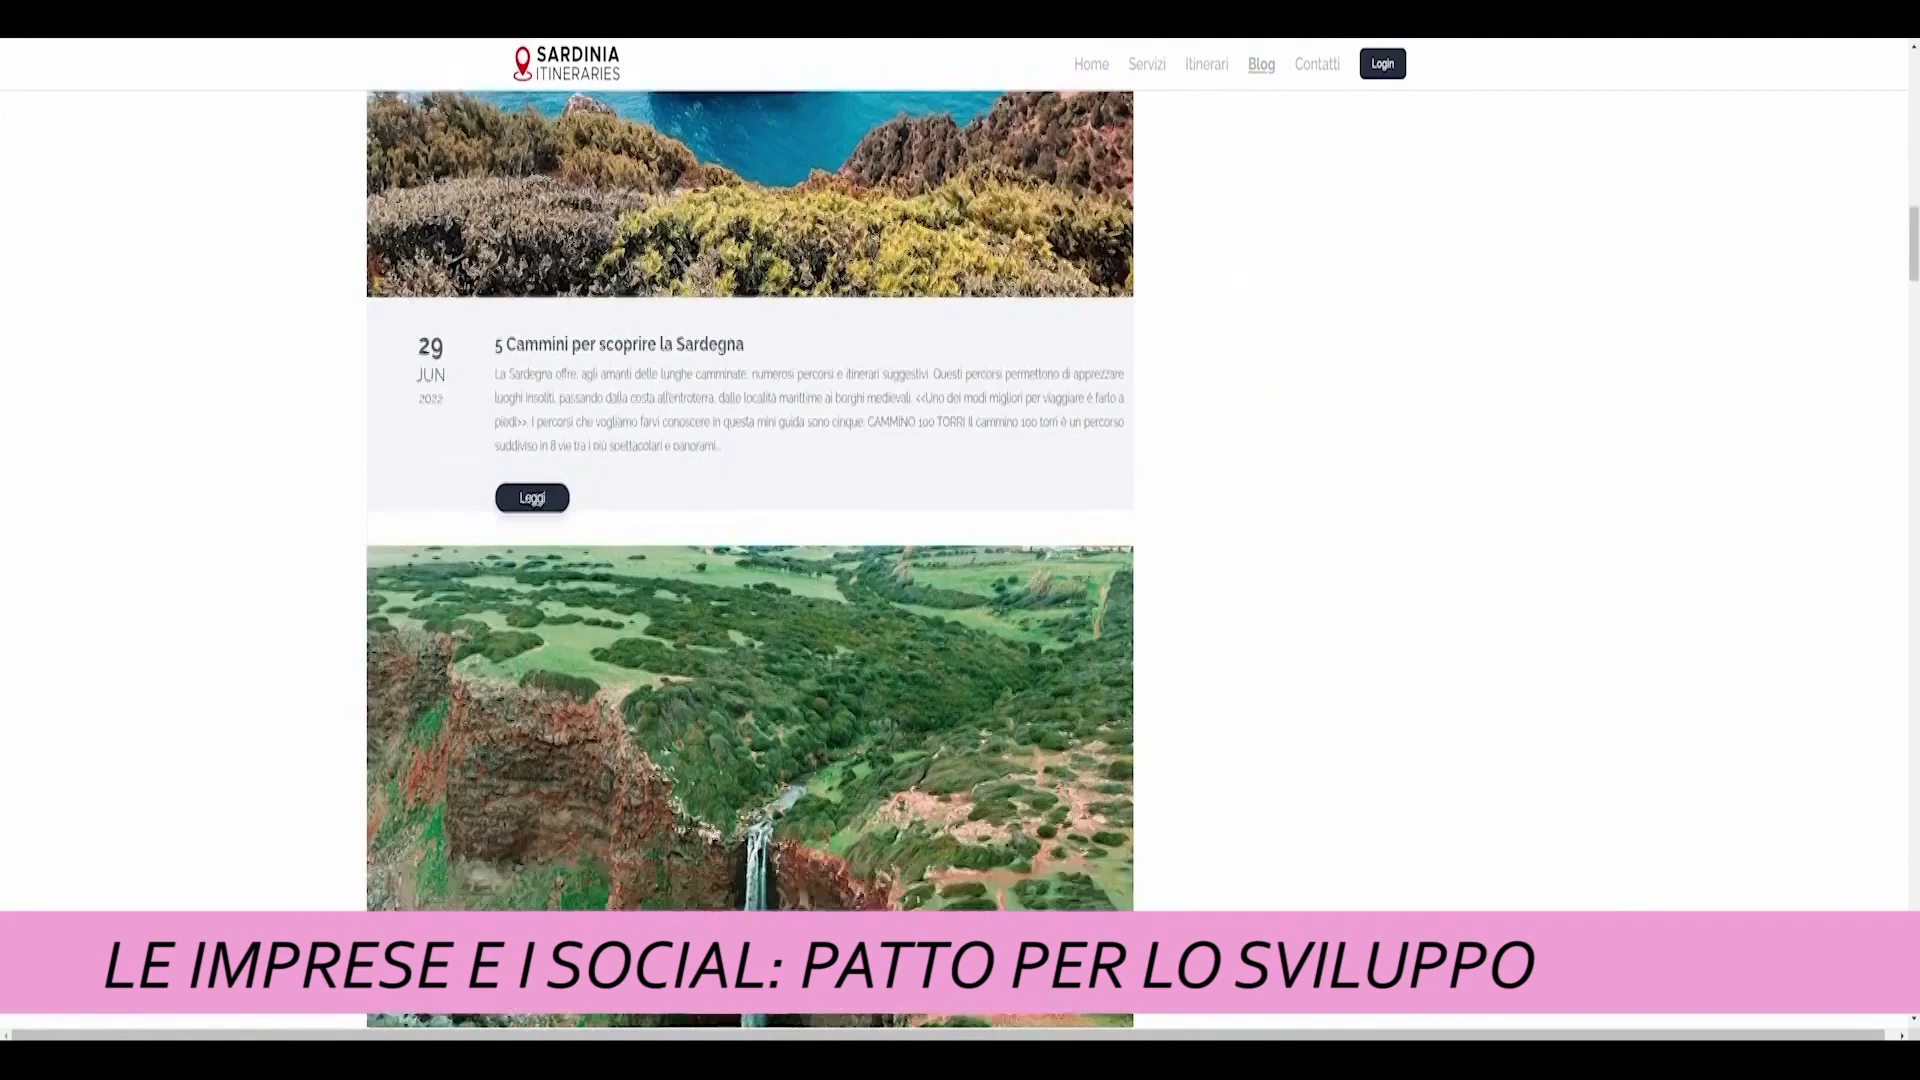 SARDINIA
ITINERARIES
Home Servizi Itinerari Blog Contatti Login
29
JUN
2022
5 Cammini per scoprire la Sardegna
La Sardegna offre, agli amanti delle lunghe camminate, numerosi percorsi e itinerari suggestivi. Questi percorsi permettono di apprezzare
luoghi insoliti, passando dalla costa all'entroterra, dalle località marittime ai borghi medievali. <<Uno dei modi migliori per viaggiare è farlo a
piedi>>. I percorsi che vogliamo farvi conoscere in questa mini guida sono cinque: CAMMINO 100 TORRI Il cammino 100 torri è un percorso
suddiviso in 8 vie tra i più spettacolari e panorami...
Leggi
LE IMPRESE E I SOCIAL: PATTO PER LO SVILUPPO